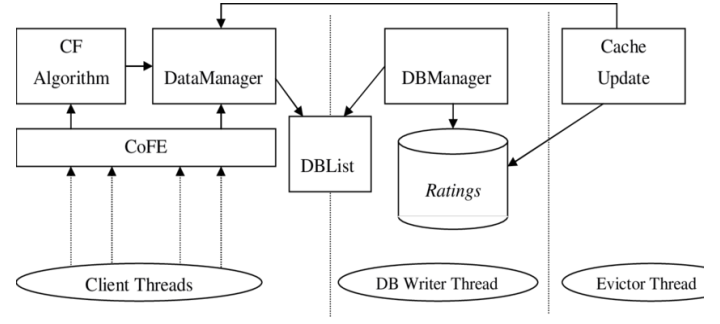 CF
Algorithm
DataManager
DBManager
Cache
Update
CoFE
DBList
Ratings
Client Threads
DB Writer Thread
Evictor Thread